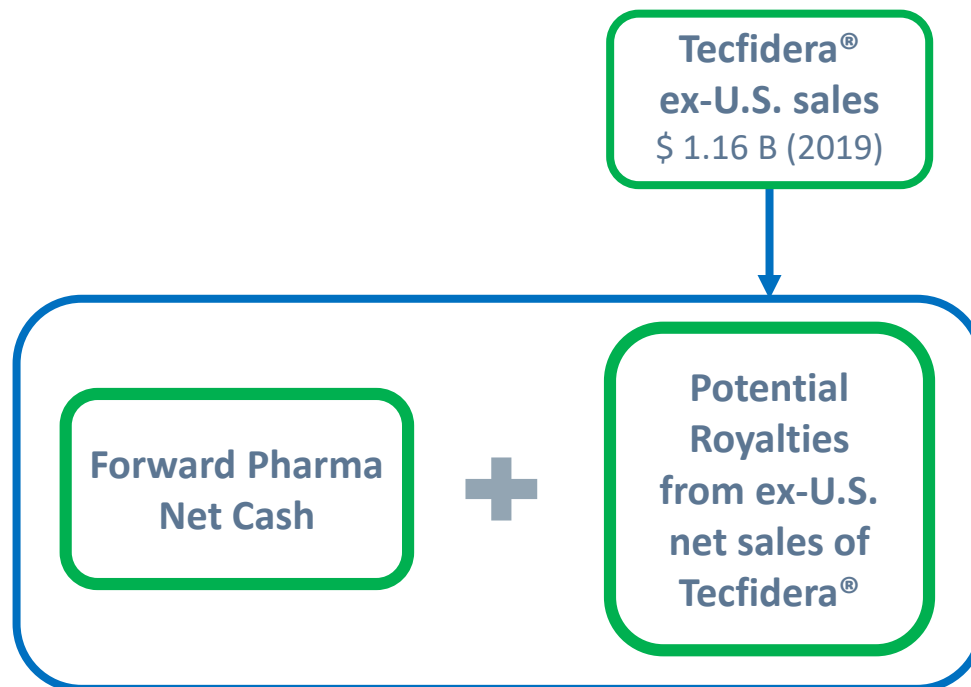 Tecfidera®
ex-U.S. sales
$ 1.16 B (2019)
Forward Pharma
Net Cash
Potential
Royalties
from ex-U.S.
net sales of
Tecfidera®